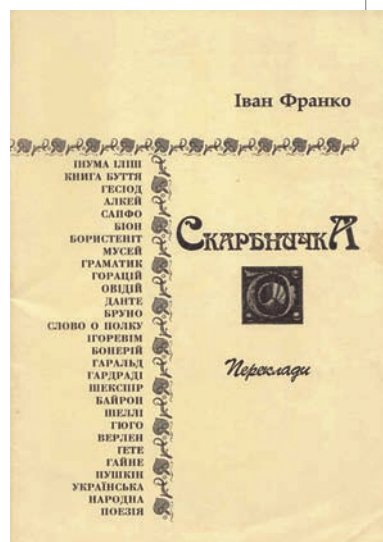 Іван Франко
ІНУМА ІЛІШ
КНИГА БУТТЯ
ГЕСІОД
АЛКЕЙ
САПФО
БІОН
БОРИСТЕНІТ
МУСЕЙ
ГРАМАТИК
ГОРАЦІЙ
ОВІДІЙ
ДАНТЕ
БРУНО
СЛОВО О ПОЛКУ
ІГОРЕВІМ
БОНЕРІЙ
ГАРАЛЬД
ГАРДРАДІ
ШЕКСПІР
БАЙРОН
ШЕЛЛІ
ГЮГО
ВЕРЛЕН
ГЕТЕ
ГАЙНЕ
ПУШКІН
УКРАЇНСЬКА
НАРОДНА
ПОЕЗІЯ
СКАРБНИЧКА
Переклади